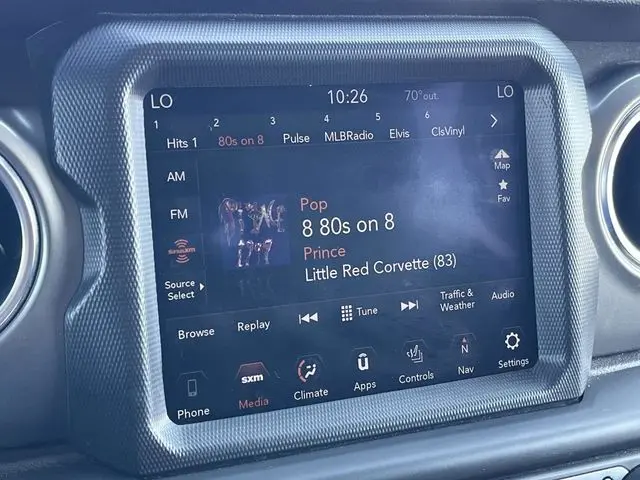 LO 10:26 70° out. LO
1 2 3 4 5 6
Hits 1 80s on 8 Pulse MLBRadio Elvis ClsVinyl
AM
Map
FM
Fav
Pop
8 80s on 8
siriusxm
Prince
Little Red Corvette (83)
Source
Select
Browse Replay Tune Traffic & Audio
Weather
Phone sxm Media Climate Apps Controls N Nav Settings